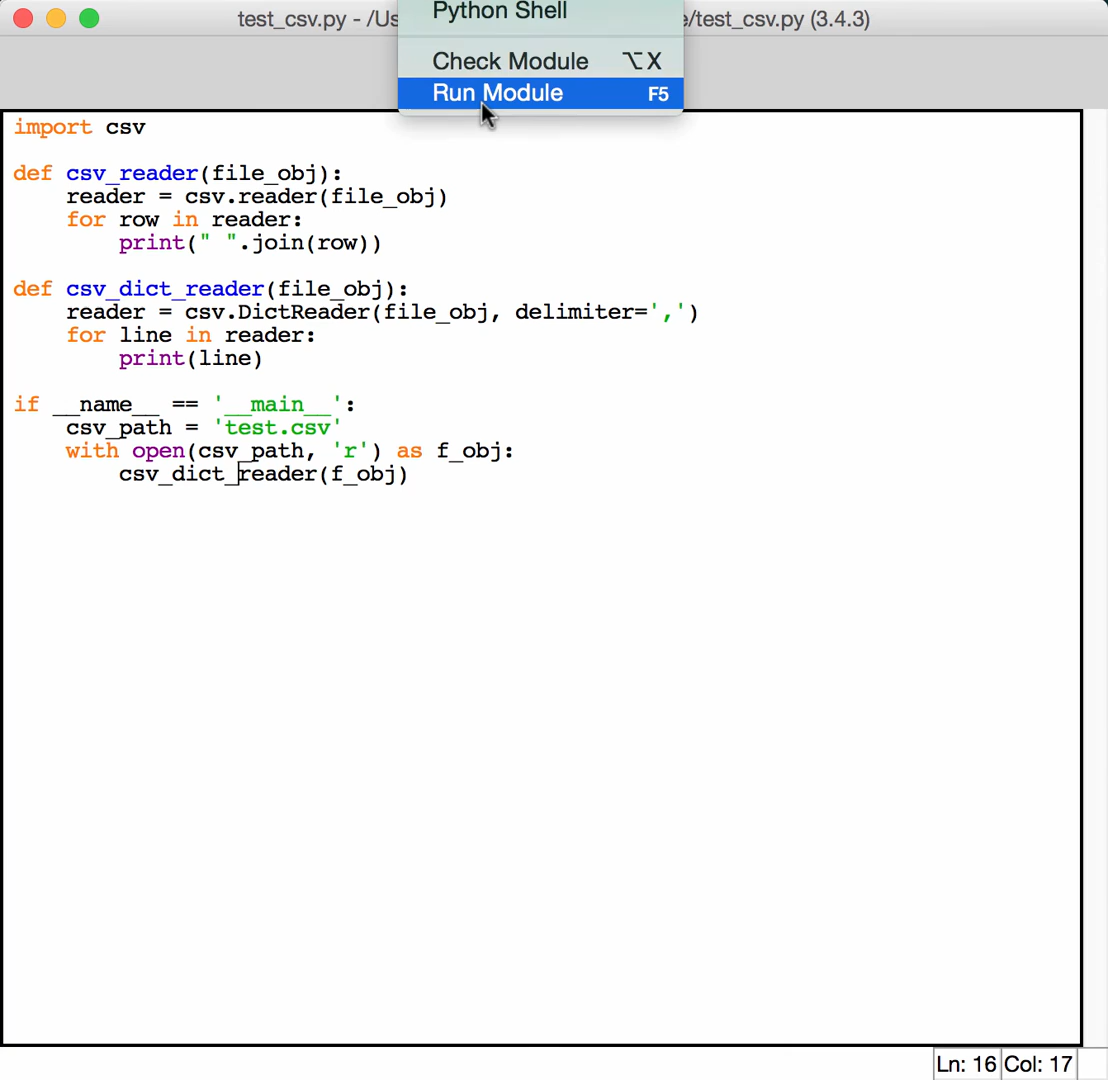 test_csv.py - /Us e/test_csv.py (3.4.3)
Python Shell
Check Module ⌥X
Run Module F5
import csv
def csv_reader(file_obj):
    reader = csv.reader(file_obj)
    for row in reader:
        print(" ".join(row))
def csv_dict_reader(file_obj):
    reader = csv.DictReader(file_obj, delimiter=',')
    for line in reader:
        print(line)
if __name__ == '__main__':
    csv_path = 'test.csv'
    with open(csv_path, 'r') as f_obj:
        csv_dict_reader(f_obj)
Ln: 16 Col: 17